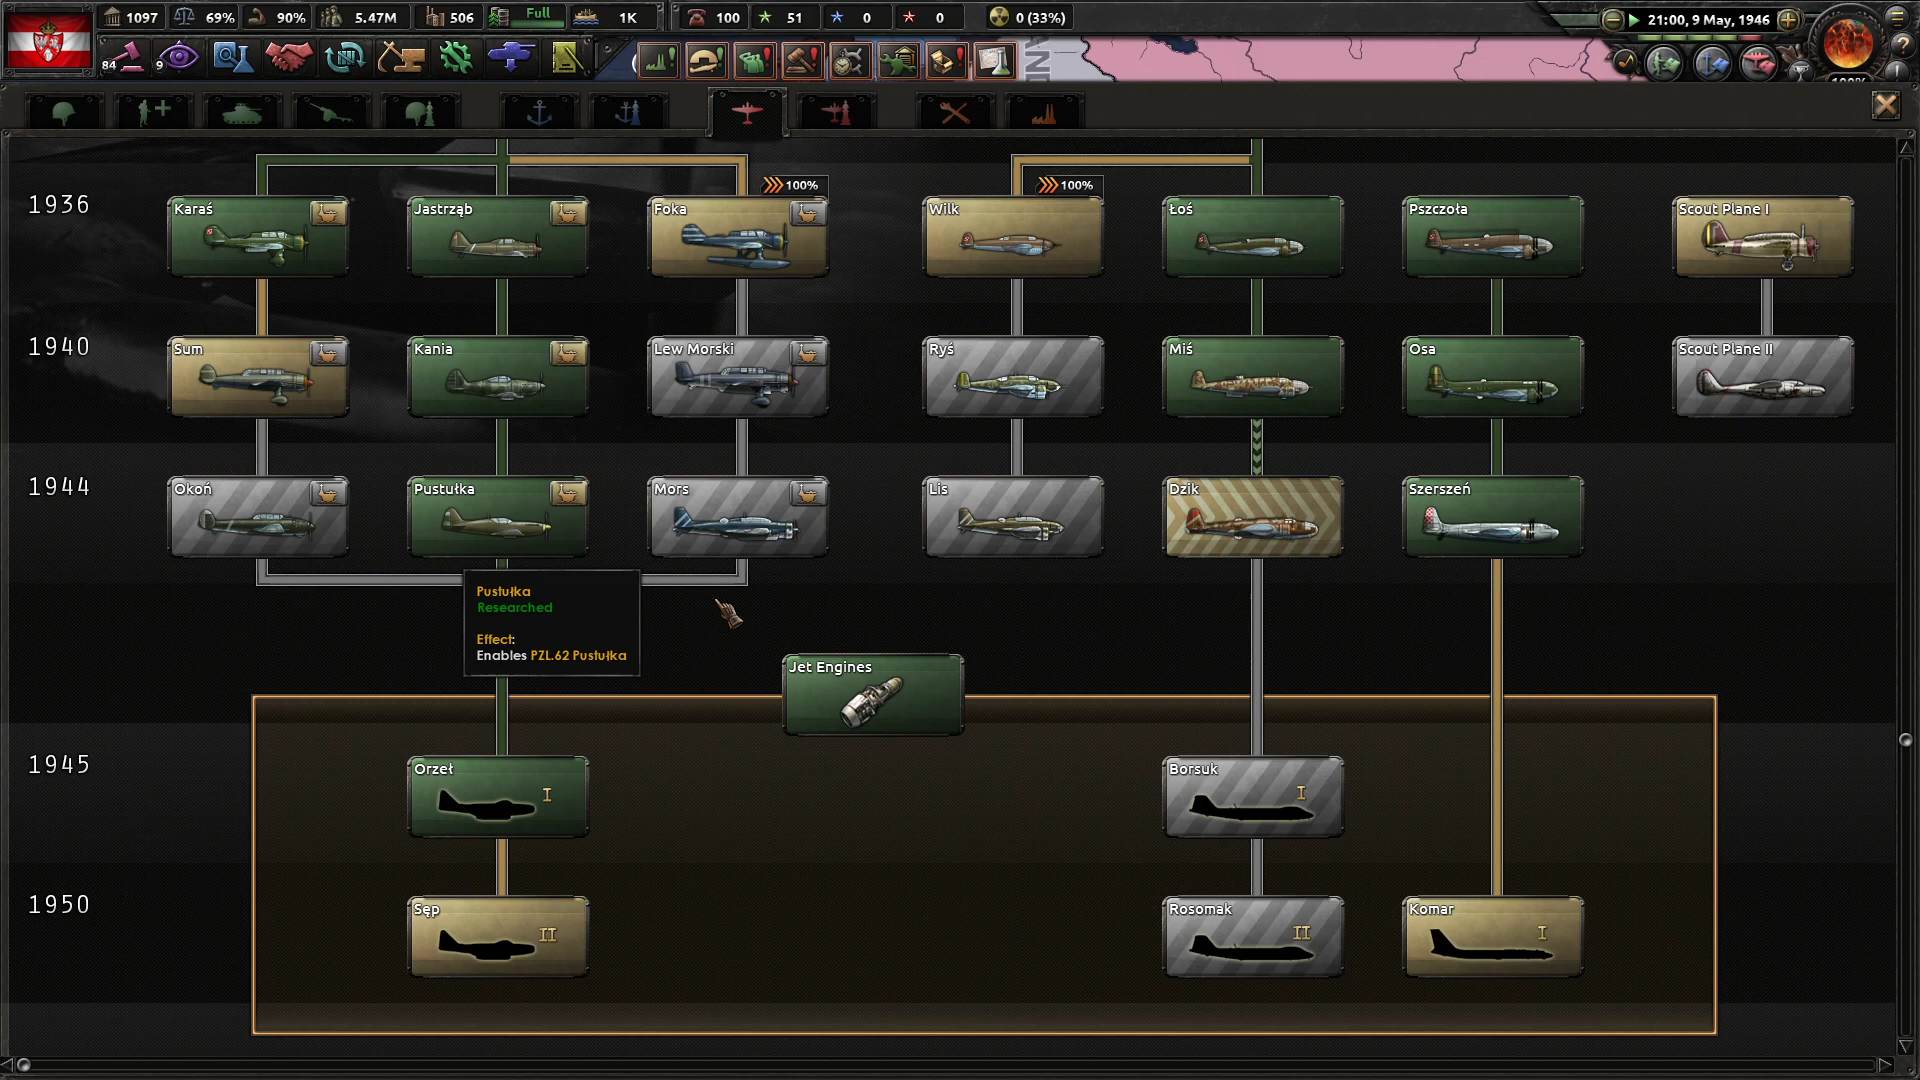 1097
69%
90%
5.47M
506
Full
1K
100
51
0
0
0 (33%)
21:00, 9 May, 1946
84
9
100%
1936
Karaś
Jastrząb
Foka
100%
Wilk
100%
Łoś
Pszczoła
Scout Plane I
1940
Sum
Kania
Lew Morski
Ryś
Miś
Osa
Scout Plane II
1944
Okoń
Pustułka
Mors
Lis
Dzik
Szerszeń
Pustułka
Researched
Effect:
Enables PZL.62 Pustułka
Jet Engines
1945
Orzeł
I
Borsuk
I
1950
Sęp
II
Rosomak
II
Komar
I